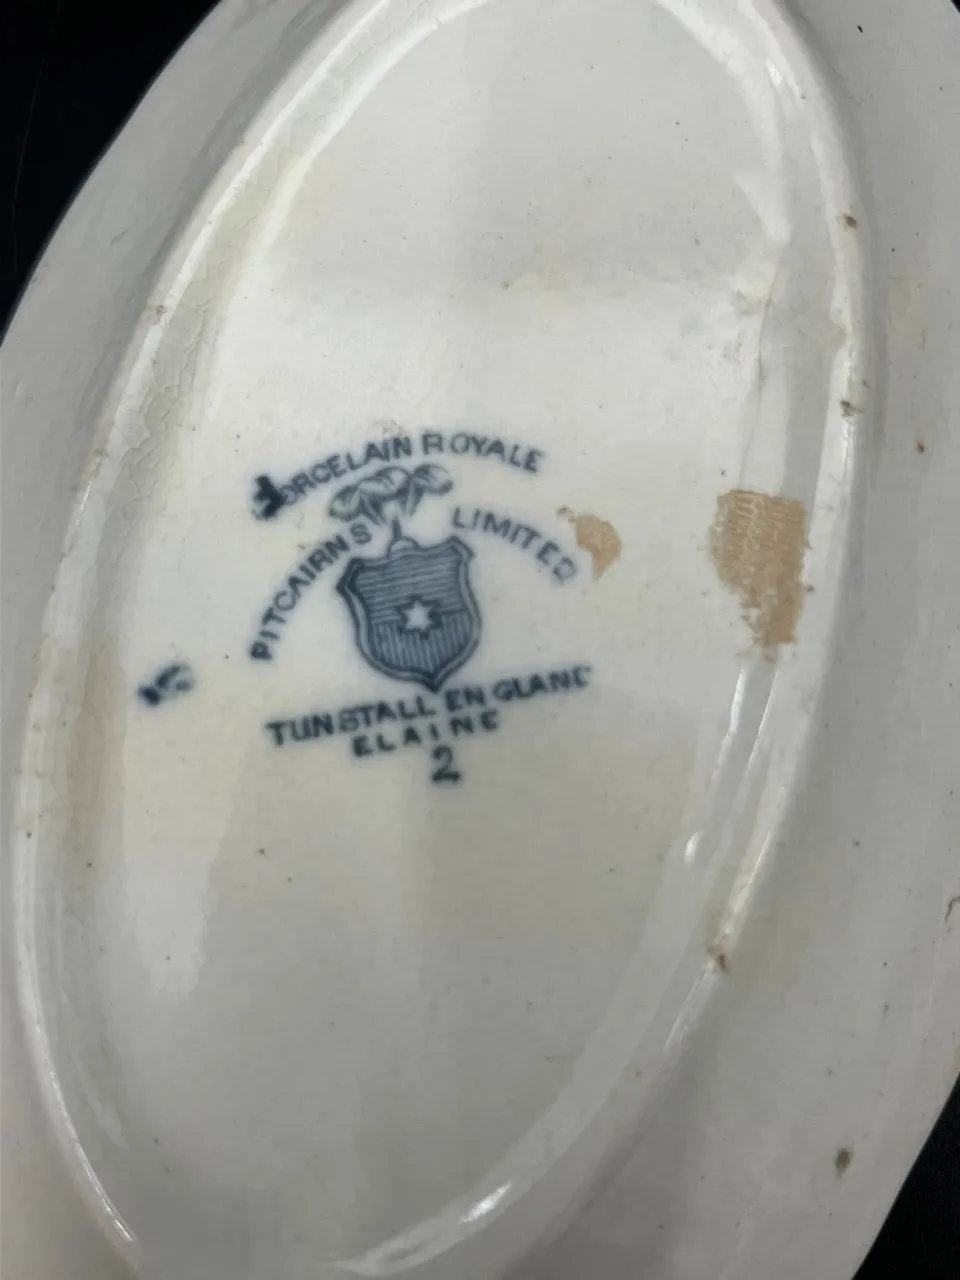 PORCELAIN ROYALE
PITCAIRNS LIMITED
TUNSTALL ENGLAND
ELAINE
2